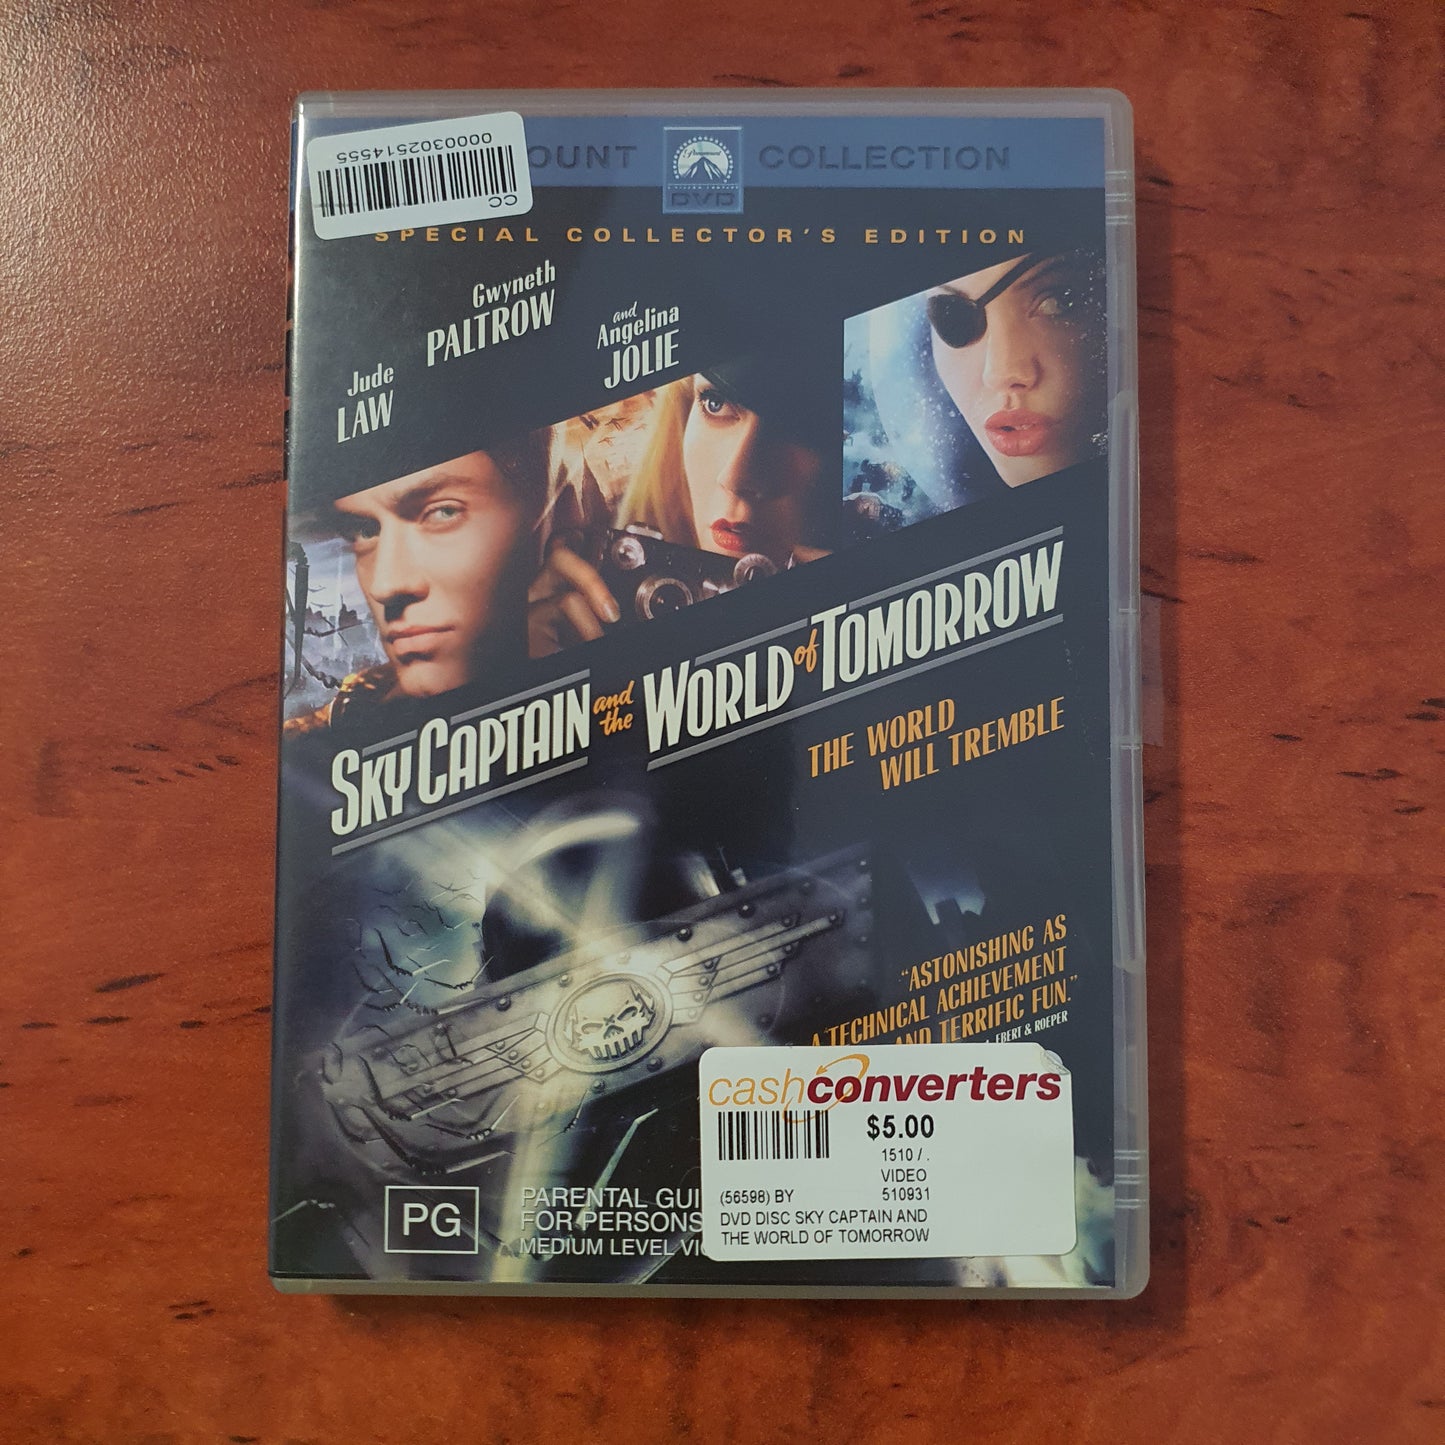 0000302514555
CC
OUNT COLLECTION
Paramount
DVD
SPECIAL COLLECTOR'S EDITION
Jude
LAW
Gwyneth
PALTROW
and
Angelina
JOLIE
SKY CAPTAIN and the WORLD of TOMORROW
THE WORLD
WILL TREMBLE
"ASTONISHING AS
A TECHNICAL ACHIEVEMENT
AND TERRIFIC FUN."
EBERT & ROEPER
cashconverters
$5.00
1510 / .
VIDEO
(56598) BY 510931
DVD DISC SKY CAPTAIN AND
THE WORLD OF TOMORROW
PG
PARENTAL GUI
FOR PERSONS
MEDIUM LEVEL VI